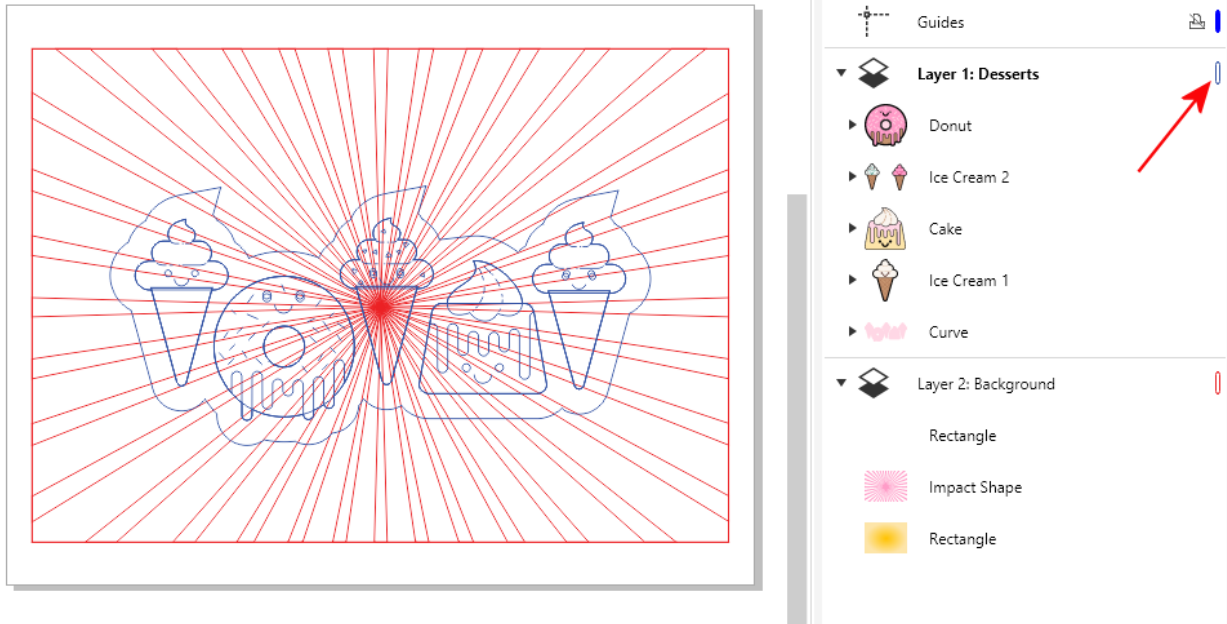 Guides
Layer 1: Desserts
Donut
Ice Cream 2
Cake
Ice Cream 1
Curve
Layer 2: Background
Rectangle
Impact Shape
Rectangle